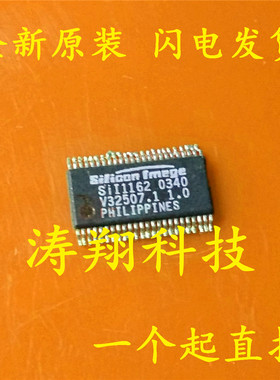 全新原装 闪电发货
Silicon Image
SiI1162 0340
V32507.1 1.0
PHILIPPINES
涛翔科技
一个起直拍